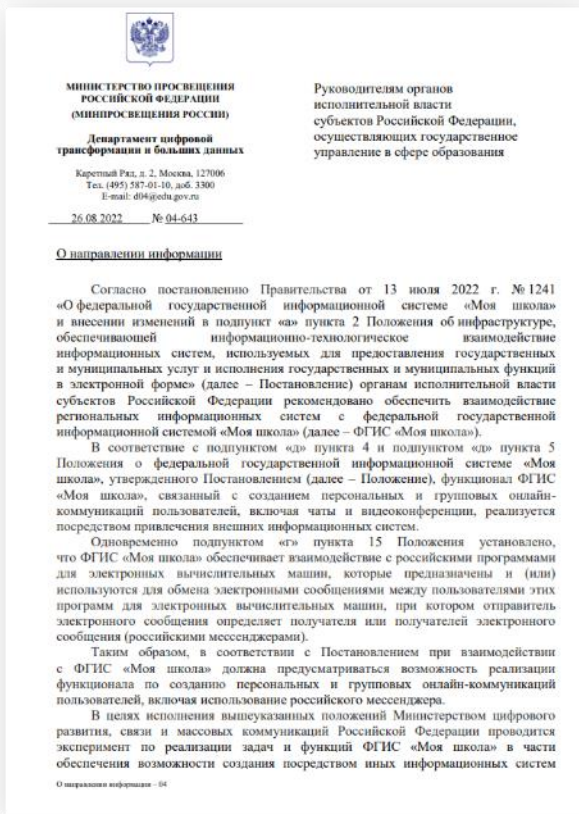 МИНИСТЕРСТВО ПРОСВЕЩЕНИЯ
РОССИЙСКОЙ ФЕДЕРАЦИИ
(МИНПРОСВЕЩЕНИЯ РОССИИ)
Департамент цифровой
трансформации и больших данных
Каретный Ряд, д. 2, Москва, 127006
Тел. (495) 587-01-10, доб. 3300
E-mail: d04@edu.gov.ru
26.08.2022 № 04-643
Руководителям органов
исполнительной власти
субъектов Российской Федерации,
осуществляющих государственное
управление в сфере образования
О направлении информации
Согласно постановлению Правительства от 13 июля 2022 г. № 1241
«О федеральной государственной информационной системе «Моя школа»
и внесении изменений в подпункт «а» пункта 2 Положения об инфраструктуре,
обеспечивающей информационно-технологическое взаимодействие
информационных систем, используемых для предоставления государственных
и муниципальных услуг и исполнения государственных и муниципальных функций
в электронной форме» (далее – Постановление) органам исполнительной власти
субъектов Российской Федерации рекомендовано обеспечить взаимодействие
региональных информационных систем с федеральной государственной
информационной системой «Моя школа» (далее – ФГИС «Моя школа»).
В соответствие с подпунктом «д» пункта 4 и подпунктом «д» пункта 5
Положения о федеральной государственной информационной системе «Моя
школа», утвержденного Постановлением (далее – Положение), функционал ФГИС
«Моя школа», связанный с созданием персональных и групповых онлайн-
коммуникаций пользователей, включая чаты и видеоконференции, реализуется
посредством привлечения внешних информационных систем.
Одновременно подпунктом «г» пункта 15 Положения установлено,
что ФГИС «Моя школа» обеспечивает взаимодействие с российскими программами
для электронных вычислительных машин, которые предназначены и (или)
используются для обмена электронными сообщениями между пользователями этих
программ для электронных вычислительных машин, при котором отправитель
электронного сообщения определяет получателя или получателей электронного
сообщения (российскими мессенджерами).
Таким образом, в соответствии с Постановлением при взаимодействии
с ФГИС «Моя школа» должна предусматриваться возможность реализации
функционала по созданию персональных и групповых онлайн-коммуникаций
пользователей, включая использование российского мессенджера.
В целях исполнения вышеуказанных положений Министерством цифрового
развития, связи и массовых коммуникаций Российской Федерации проводится
эксперимент по реализации задач и функций ФГИС «Моя школа» в части
обеспечения возможности создания посредством иных информационных систем
О направлении информации - 04